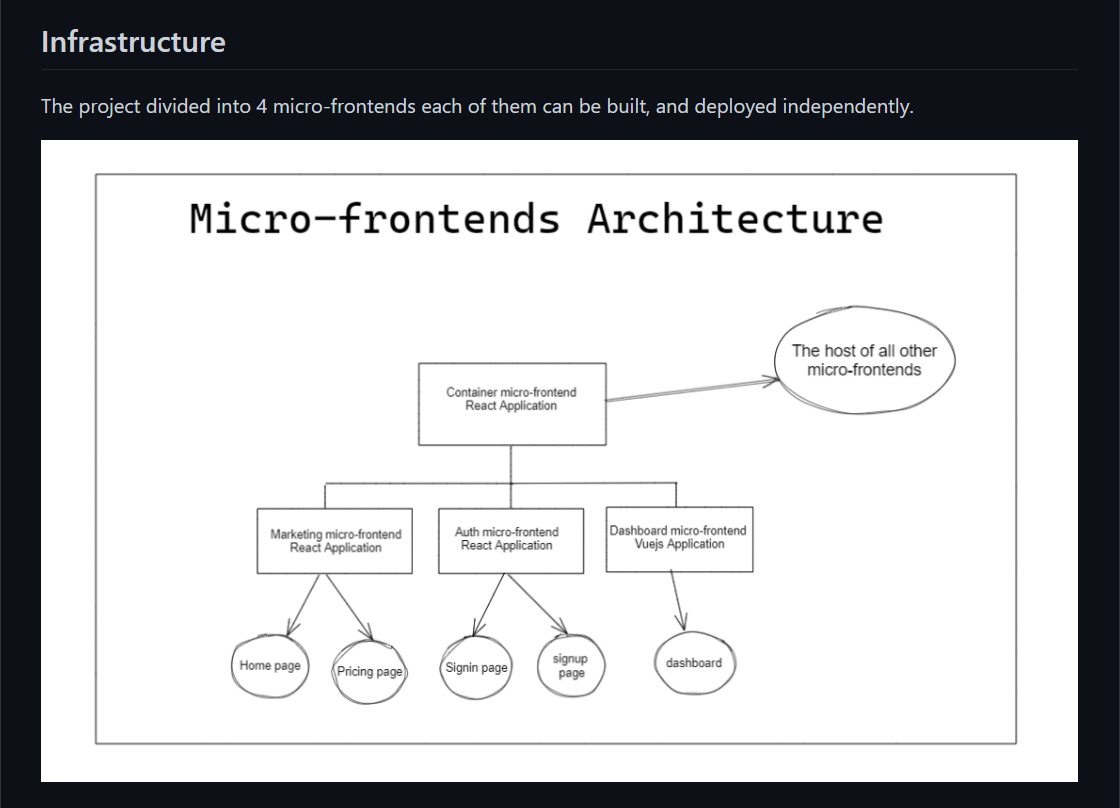 Infrastructure
The project divided into 4 micro-frontends each of them can be built, and deployed independently.
Micro-frontends Architecture
The host of all other
micro-frontends
Container micro-frontend
React Application
Marketing micro-frontend
React Application
Auth micro-frontend
React Application
Dashboard micro-frontend
Vuejs Application
Home page
Pricing page
Signin page
signup
page
dashboard